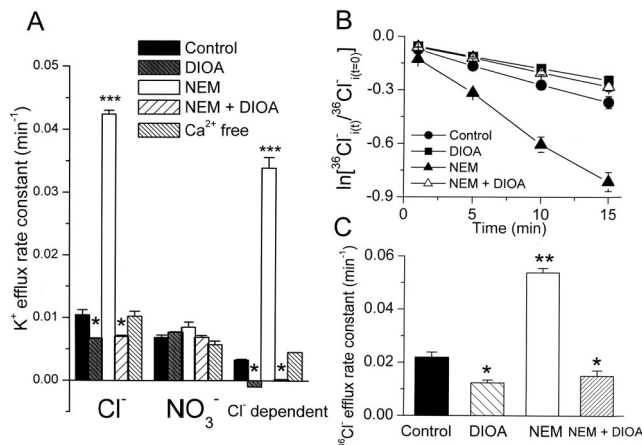 A
Control
DIOA
NEM
NEM + DIOA
Ca²⁺ free
K⁺ efflux rate constant (min⁻¹)
0.05
0.04
0.03
0.02
0.01
0.00
***
***
*
*
*
*
Cl⁻
NO₃⁻
Cl⁻ dependent
B
ln[³⁶Cl⁻i(t)/³⁶Cl⁻i(t=0)]
0.0
-0.3
-0.6
-0.9
Control
DIOA
NEM
NEM + DIOA
0
5
10
15
Time (min)
C
³⁶Cl⁻ efflux rate constant (min⁻¹)
0.06
0.04
0.02
0.00
**
*
*
Control
DIOA
NEM
NEM + DIOA